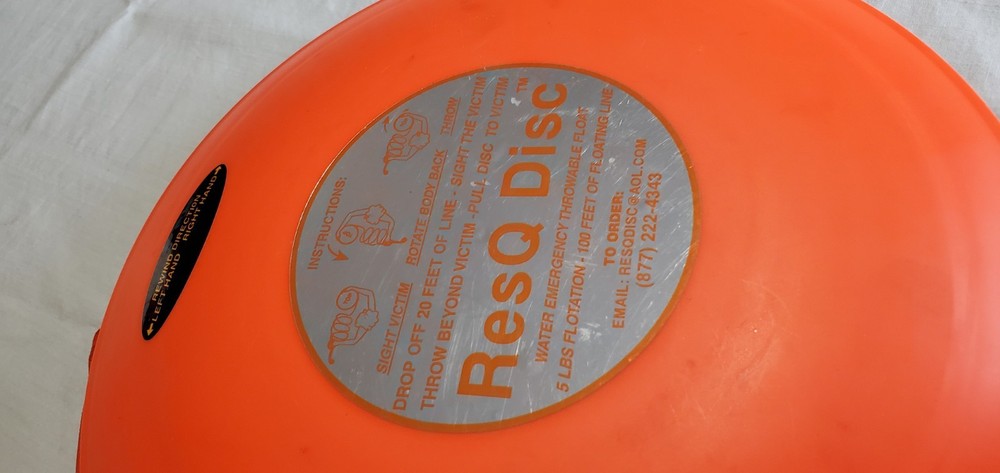 INSTRUCTIONS:
SIGHT VICTIM ROTATE BODY BACK THROW
DROP OFF 20 FEET OF LINE - SIGHT THE VICTIM
THROW BEYOND VICTIM - PULL DISC TO VICTIM
ResQ Disc™
WATER EMERGENCY THROWABLE FLOAT
5 LBS FLOTATION - 100 FEET OF FLOATING LINE
TO ORDER:
EMAIL: RESQDISC@AOL.COM
(877) 222-4343
REWIND DIRECTION
LEFT HAND RIGHT HAND